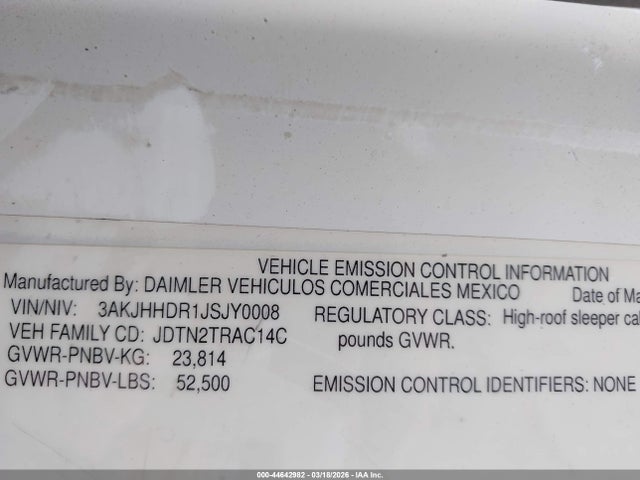 VEHICLE EMISSION CONTROL INFORMATION
Manufactured By: DAIMLER VEHICULOS COMERCIALES MEXICO Date of Ma
VIN/NIV: 3AKJHHDR1JSJY0008 REGULATORY CLASS: High-roof sleeper ca
VEH FAMILY CD: JDTN2TRAC14C pounds GVWR.
GVWR-PNBV-KG: 23,814
GVWR-PNBV-LBS: 52,500 EMISSION CONTROL IDENTIFIERS: NONE
000-44642982 - 03/18/2026 - IAA Inc.